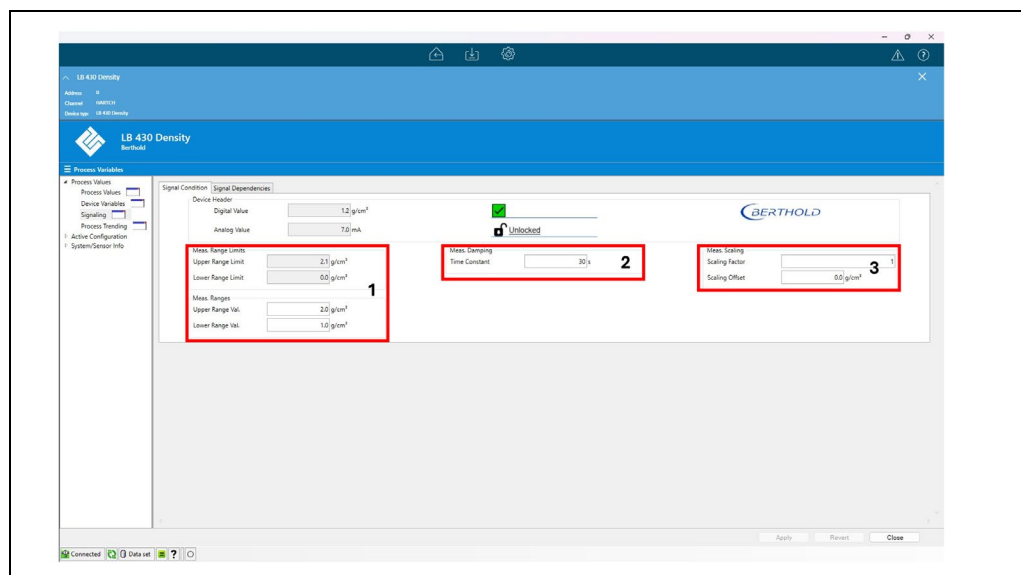 LB 430 Density
Address 0
Channel HARTCH
Device type LB 430 Density
LB 430 Density
Berthold
Process Variables
Process Values
Process Values
Device Variables
Signaling
Process Trending
Active Configuration
System/Sensor Info
Signal Condition Signal Dependencies
Device Header
Digital Value 1.2 g/cm³
Analog Value 7.0 mA
Unlocked
BERTHOLD
Meas. Range Limits
Upper Range Limit 2.1 g/cm³
Lower Range Limit 0.0 g/cm³
1
Meas. Ranges
Upper Range Val. 2.0 g/cm³
Lower Range Val. 1.0 g/cm³
Meas. Damping
Time Constant 30 s
2
Meas. Scaling
Scaling Factor 1
Scaling Offset 0.0 g/cm³
3
Apply Revert Close
Connected Data set ?